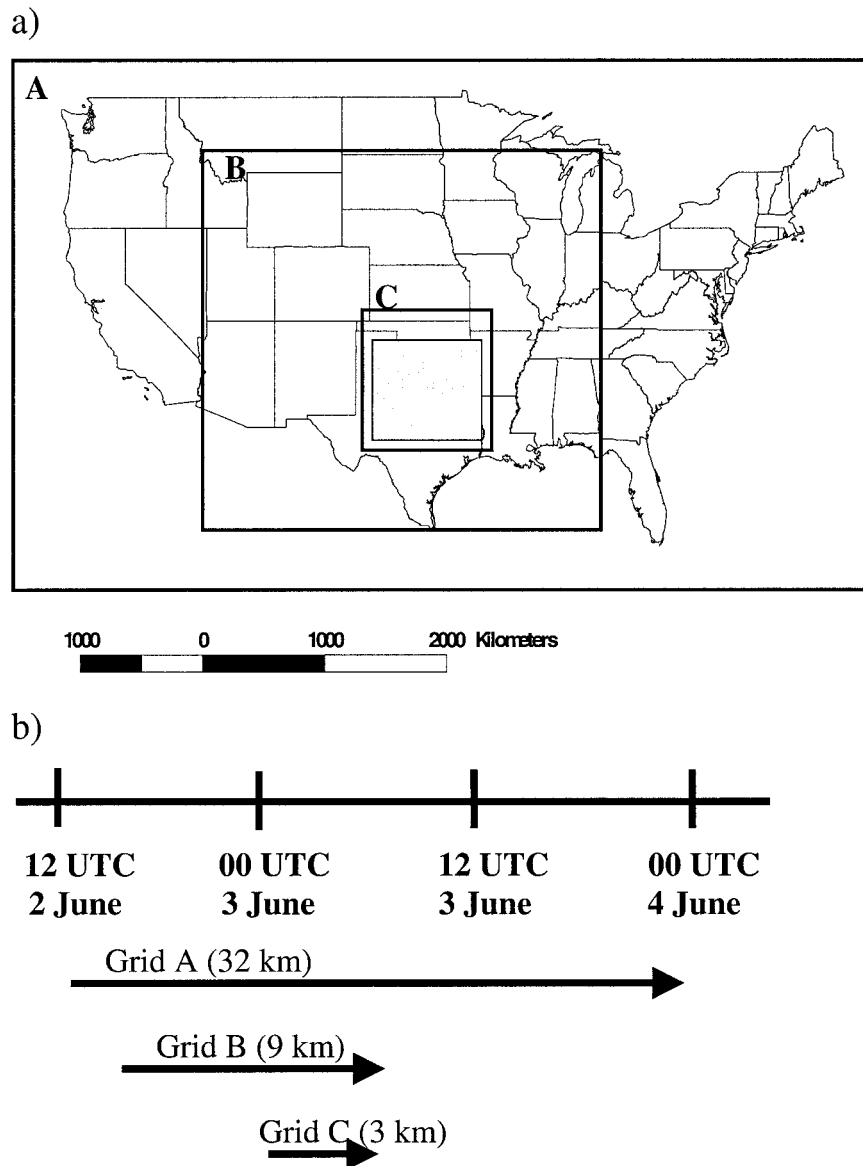 a)
A
B
C
1000 0 1000 2000 Kilometers
b)
12 UTC 00 UTC 12 UTC 00 UTC
2 June 3 June 3 June 4 June
Grid A (32 km)
Grid B (9 km)
Grid C (3 km)